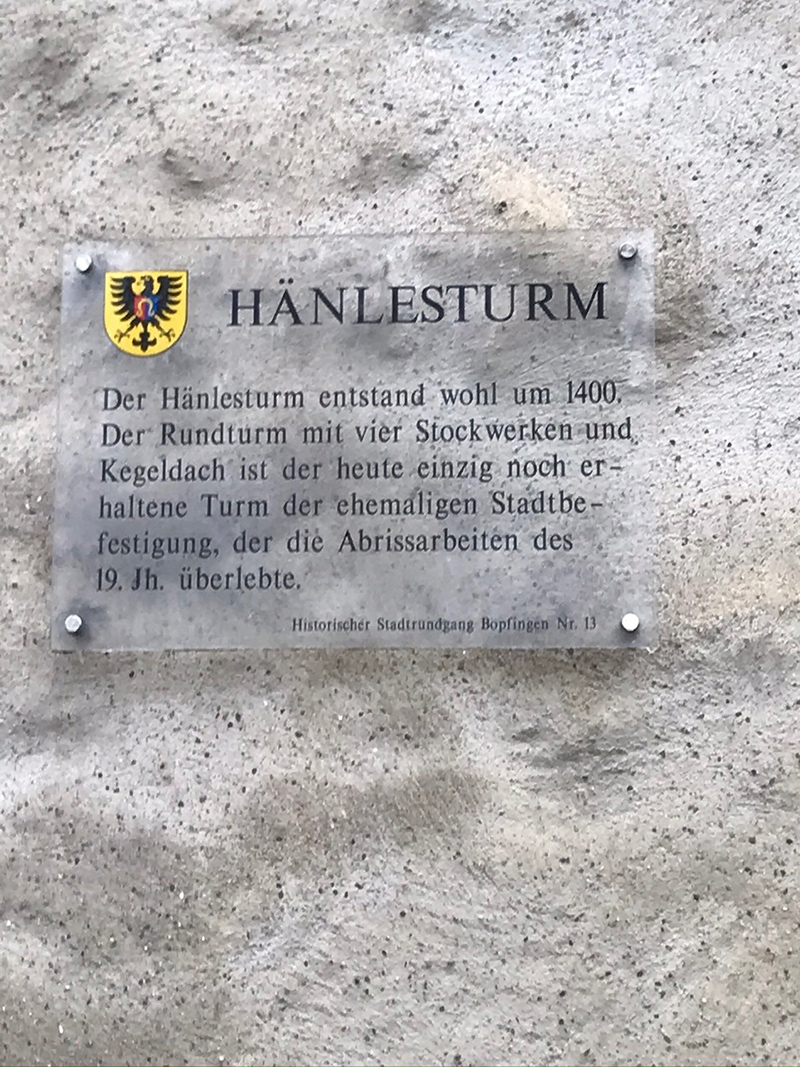 HÄNLESTURM
Der Hänlesturm entstand wohl um 1400.
Der Rundturm mit vier Stockwerken und
Kegeldach ist der heute einzig noch er-
haltene Turm der ehemaligen Stadtbe-
festigung, der die Abrissarbeiten des
19. Jh. überlebte.
Historischer Stadtrundgang Bopfingen Nr. 13